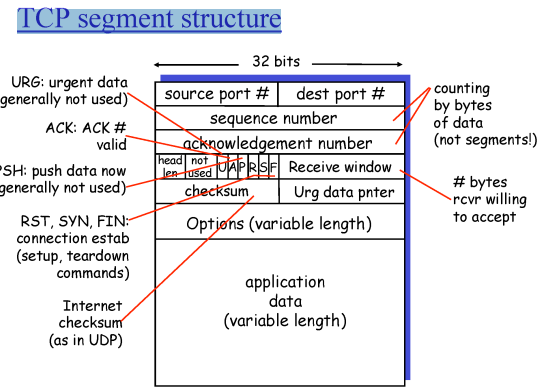 TCP segment structure
32 bits
URG: urgent data
(generally not used)
ACK: ACK #
valid
PSH: push data now
(generally not used)
RST, SYN, FIN:
connection estab
(setup, teardown
commands)
Internet
checksum
(as in UDP)
source port #
dest port #
sequence number
acknowledgement number
head
len
not
used
U A P R S F
Receive window
checksum
Urg data pnter
Options (variable length)
application
data
(variable length)
counting
by bytes
of data
(not segments!)
# bytes
rcvr willing
to accept